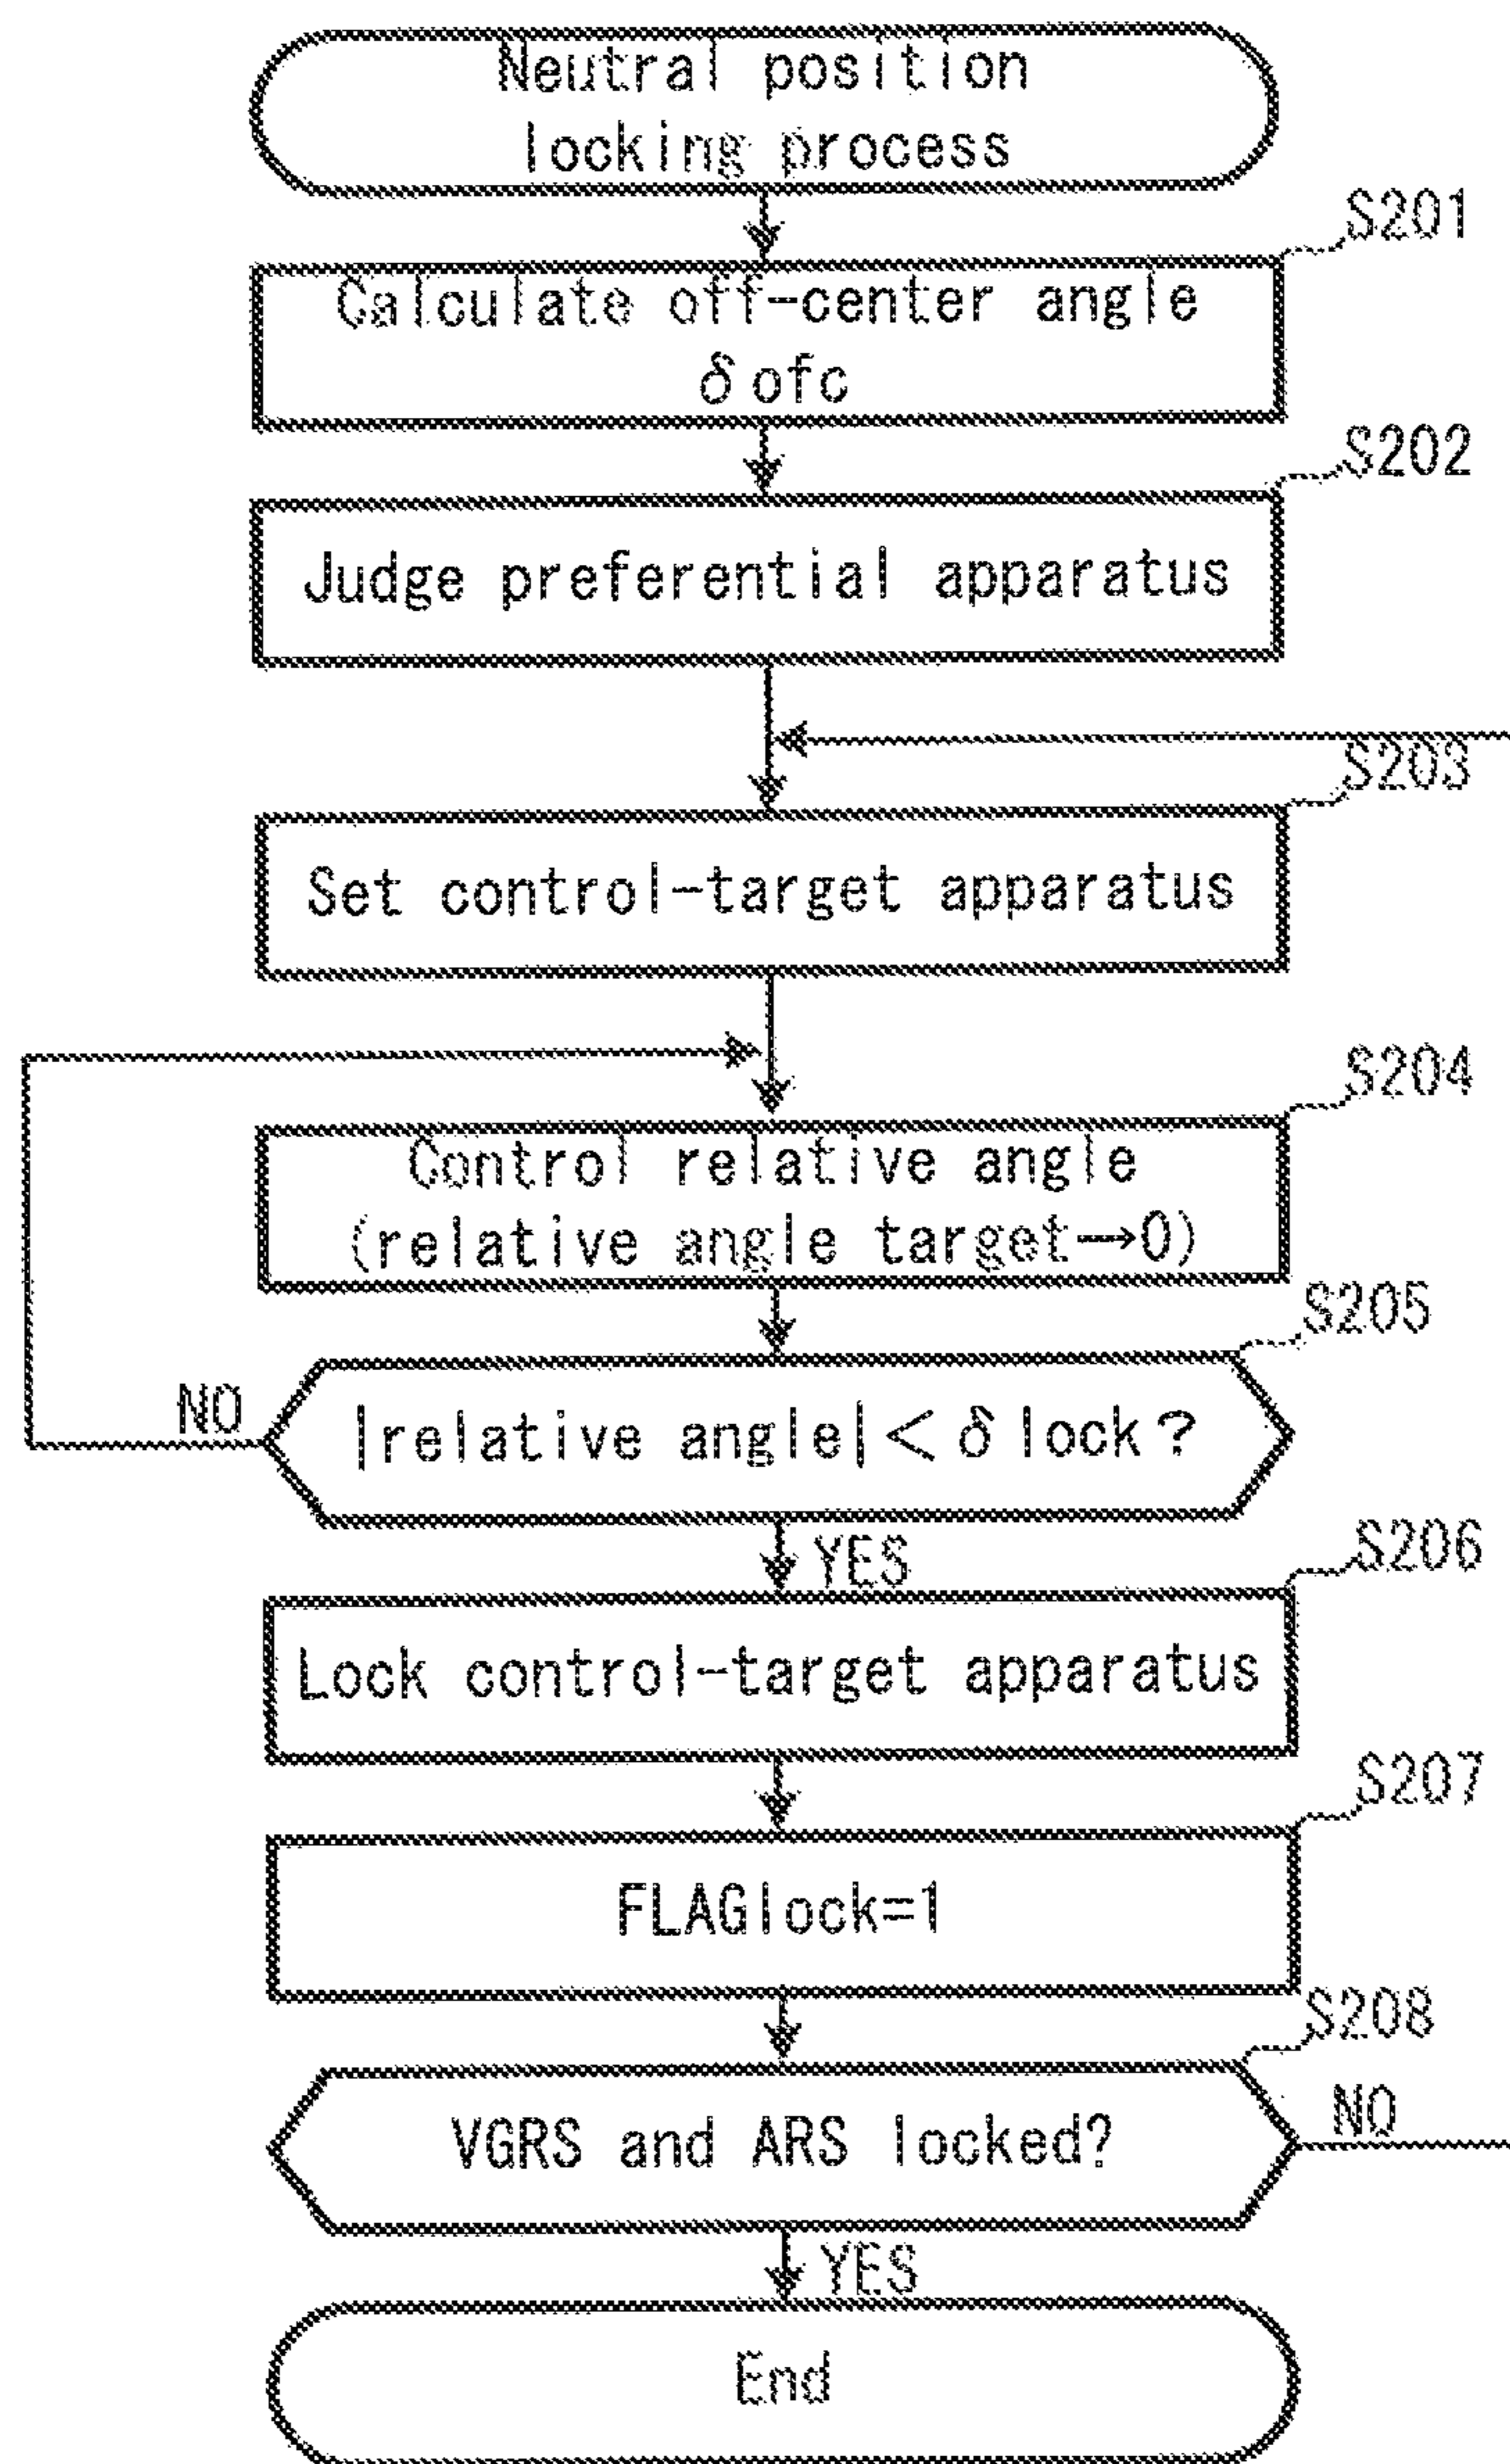 Neutral position
locking process
S201
Calculate off-center angle
δofc
S202
Judge preferential apparatus
S203
Set control-target apparatus
S204
Control relative angle
(relative angle target→0)
S205
NO
|relative angle|<δlock?
YES
S206
Lock control-target apparatus
S207
FLAGlock=1
S208
VGRS and ARS locked?
NO
YES
End